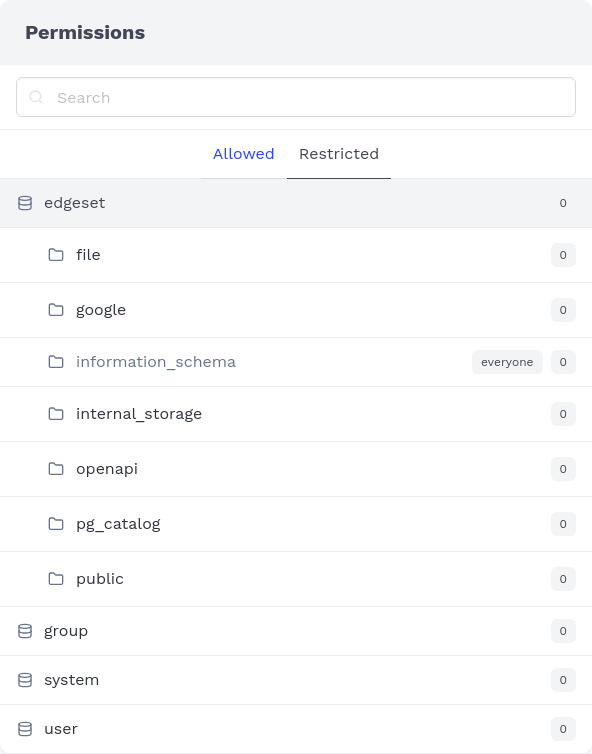 Permissions
Search
Allowed Restricted
edgeset 0
file 0
google 0
information_schema everyone 0
internal_storage 0
openapi 0
pg_catalog 0
public 0
group 0
system 0
user 0